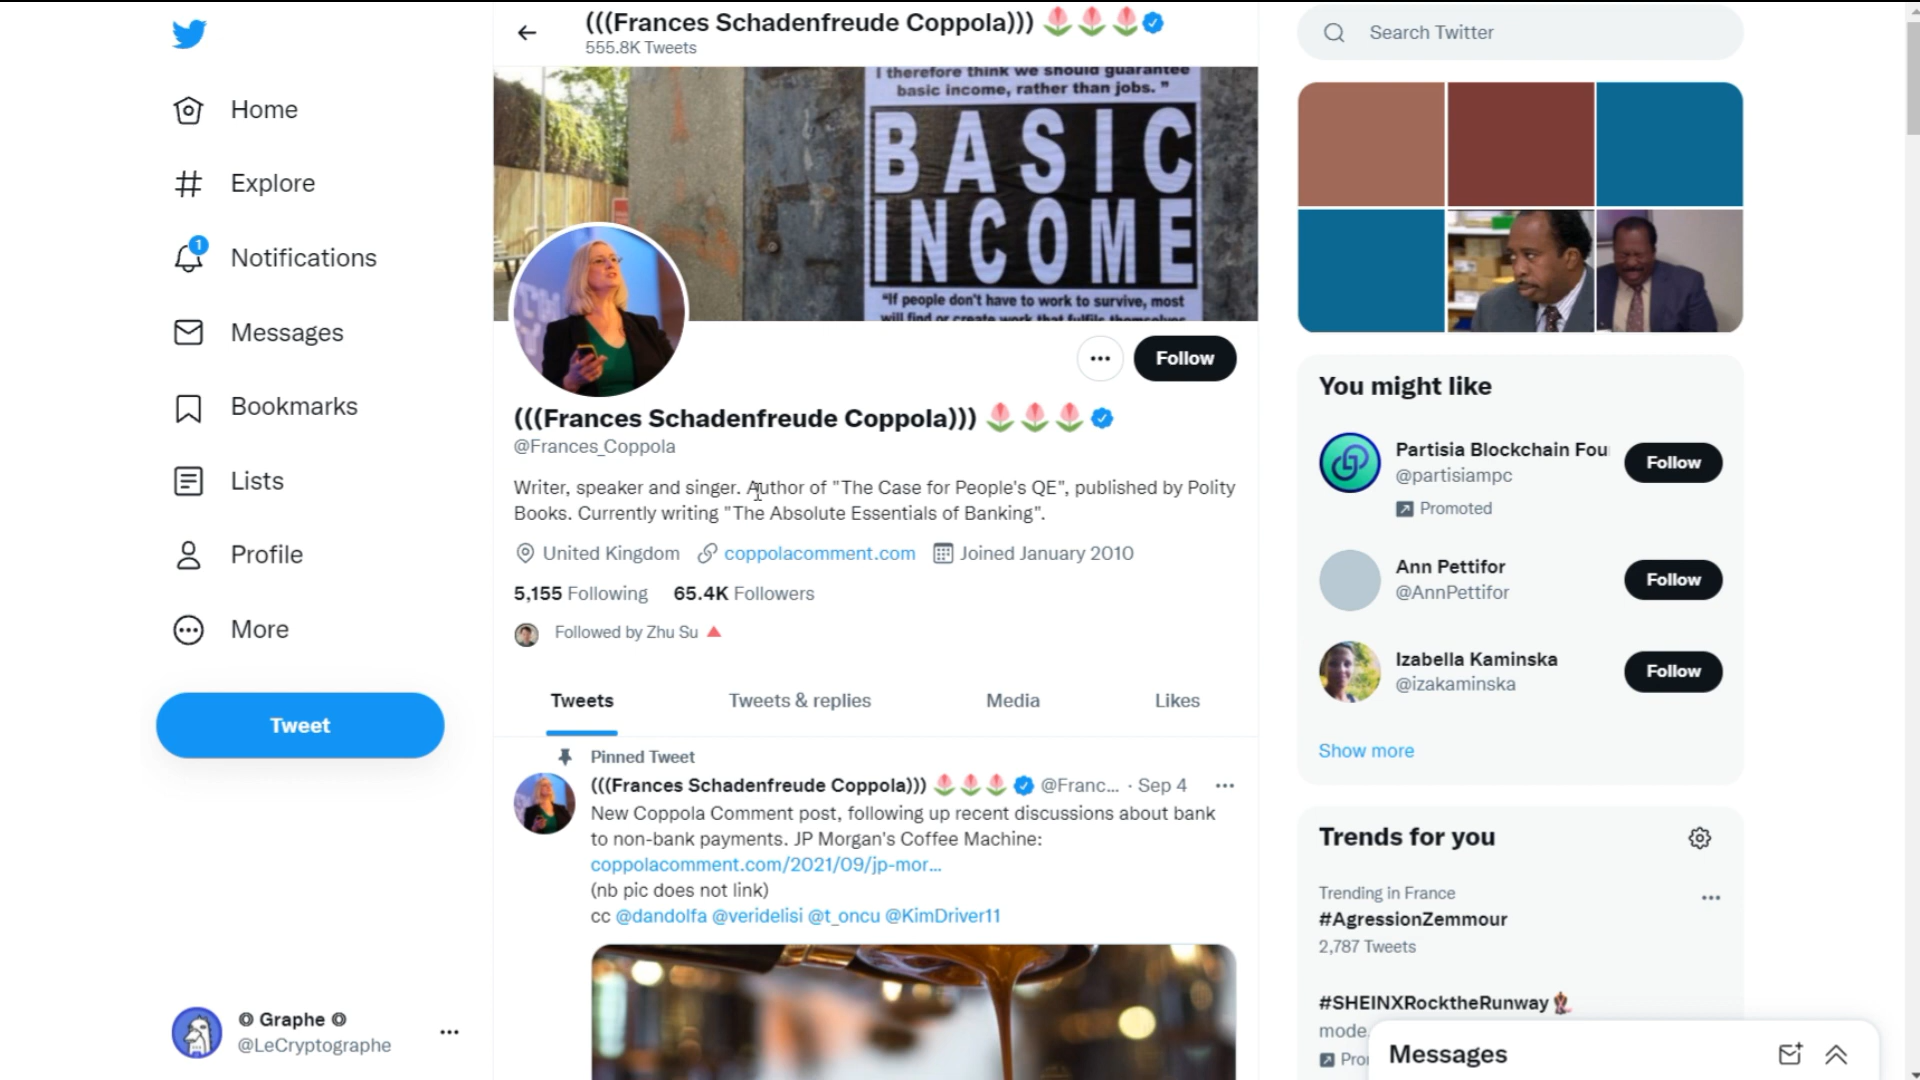 (((Frances Schadenfreude Coppola))) 🌷🌷🌷
555.8K Tweets
Search Twitter
Home
Explore
1
Notifications
Messages
Bookmarks
Lists
Profile
More
Tweet
◎ Graphe ◎
@LeCryptographe
I therefore think we should guarantee
basic income, rather than jobs. ”
BASIC
INCOME
“If people don't have to work to survive, most
will find or create work that fulfils themselves
Follow
(((Frances Schadenfreude Coppola))) 🌷🌷🌷
@Frances_Coppola
Writer, speaker and singer. Author of "The Case for People's QE", published by Polity
Books. Currently writing "The Absolute Essentials of Banking".
United Kingdom coppolacomment.com Joined January 2010
5,155 Following 65.4K Followers
Followed by Zhu Su 🔺
Tweets Tweets & replies Media Likes
Pinned Tweet
(((Frances Schadenfreude Coppola))) 🌷🌷🌷 @Franc... · Sep 4
New Coppola Comment post, following up recent discussions about bank
to non-bank payments. JP Morgan's Coffee Machine:
coppolacomment.com/2021/09/jp-mor...
(nb pic does not link)
cc @dandolfa @veridelisi @t_oncu @KimDriver11
You might like
Partisia Blockchain Fou
@partisiampc
Promoted
Follow
Ann Pettifor
@AnnPettifor
Follow
Izabella Kaminska
@izakaminska
Follow
Show more
Trends for you
Trending in France
#AgressionZemmour
2,787 Tweets
#SHEINXRocktheRunway
mode
Pro
Messages